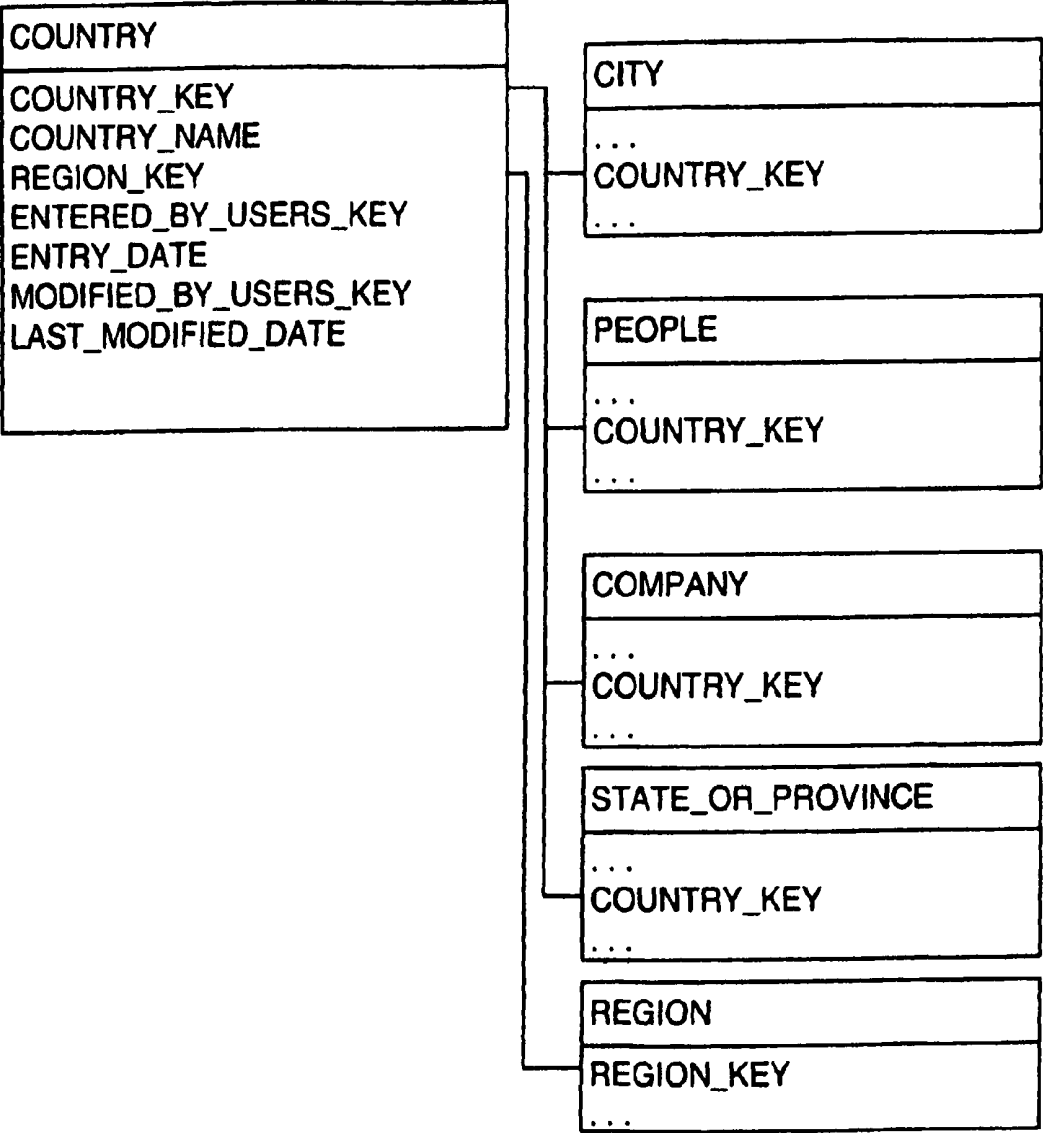 COUNTRY
COUNTRY_KEY
COUNTRY_NAME
REGION_KEY
ENTERED_BY_USERS_KEY
ENTRY_DATE
MODIFIED_BY_USERS_KEY
LAST_MODIFIED_DATE
CITY
. . .
COUNTRY_KEY
. . .
PEOPLE
. . .
COUNTRY_KEY
. . .
COMPANY
. . .
COUNTRY_KEY
. . .
STATE_OR_PROVINCE
. . .
COUNTRY_KEY
. . .
REGION
REGION_KEY
. . .